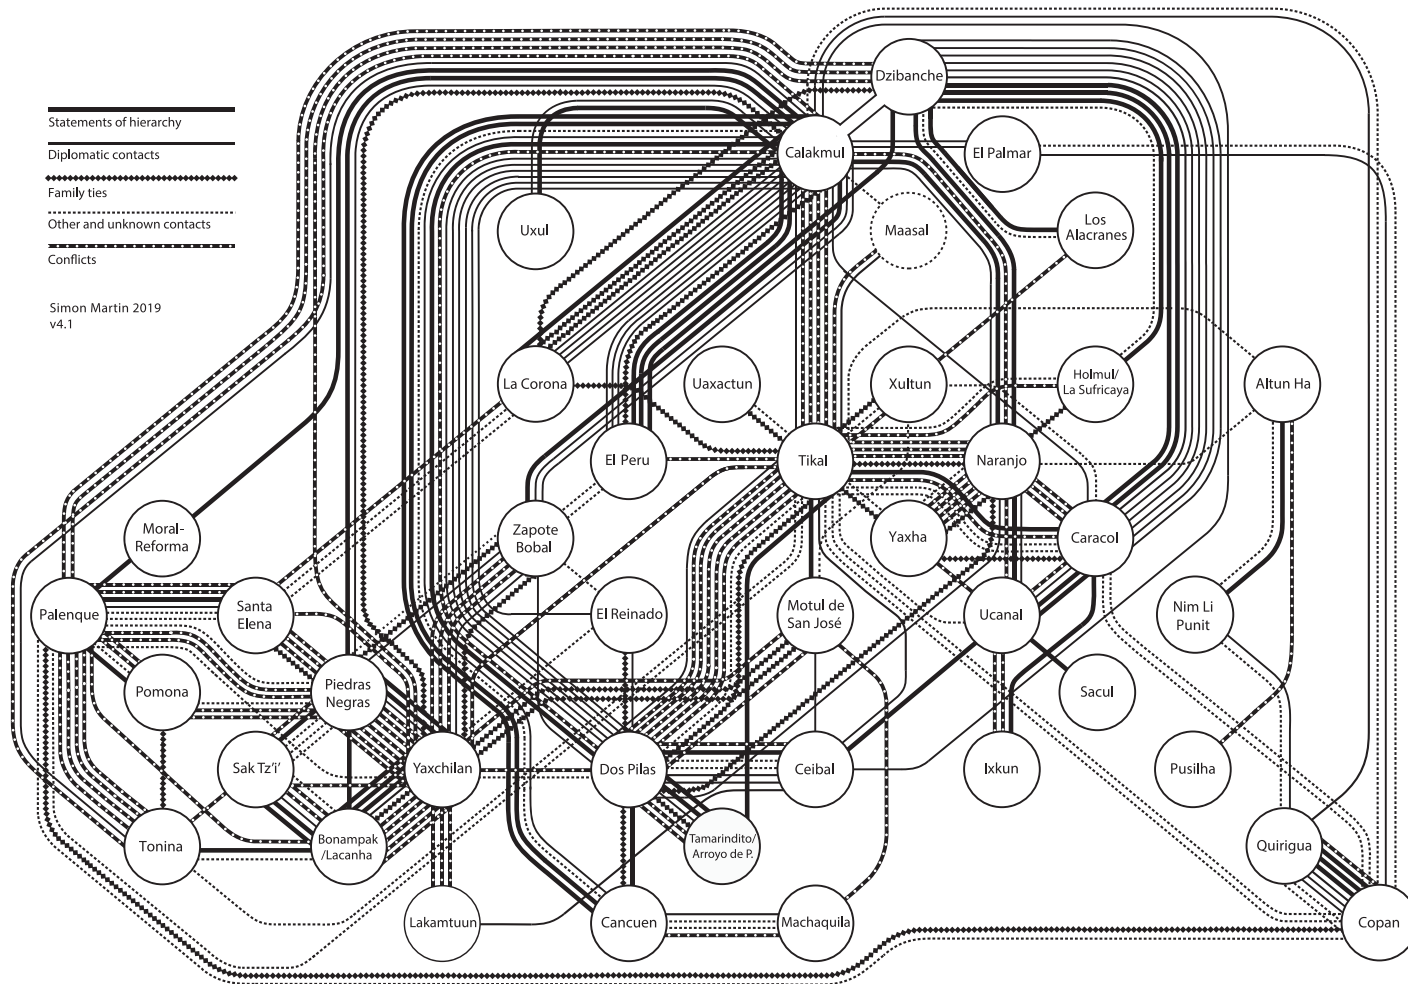 Dzibanche
Statements of hierarchy
Diplomatic contacts
Family ties
Other and unknown contacts
Conflicts
Simon Martin 2019
v4.1
Calakmul
El Palmar
Uxul
Maasal
Los
Alacranes
La Corona
Uaxactun
Xultun
Holmul/
La Sufricaya
Altun Ha
El Peru
Tikal
Naranjo
Moral-
Reforma
Zapote
Bobal
Yaxha
Caracol
Palenque
Santa
Elena
El Reinado
Motul de
San José
Ucanal
Nim Li
Punit
Pomona
Piedras
Negras
Sacul
Sak Tz'i'
Yaxchilan
Dos Pilas
Ceibal
Ixkun
Pusilha
Tonina
Bonampak
/Lacanha
Tamarindito/
Arroyo de P.
Quirigua
Lakamtuun
Cancuen
Machaquila
Copan